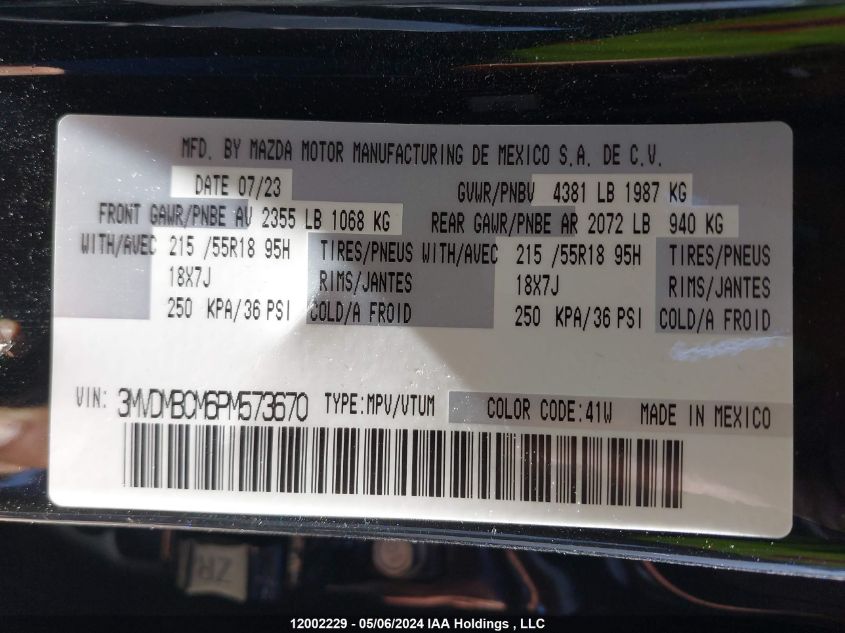 MFD. BY MAZDA MOTOR MANUFACTURING DE MEXICO S.A. DE C.V.
DATE 07/23 GVWR/PNBV 4381 LB 1987 KG
FRONT GAWR/PNBE AV 2355 LB 1068 KG REAR GAWR/PNBE AR 2072 LB 940 KG
WITH/AVEC 215 /55R18 95H TIRES/PNEUS WITH/AVEC 215 /55R18 95H TIRES/PNEUS
18X7J RIMS/JANTES 18X7J RIMS/JANTES
250 KPA/36 PSI COLD/A FROID 250 KPA/36 PSI COLD/A FROID
VIN: 3MVDMBCM6PM573670 TYPE:MPV/VTUM COLOR CODE:41W MADE IN MEXICO
ZR
12002229 - 05/06/2024 IAA Holdings , LLC